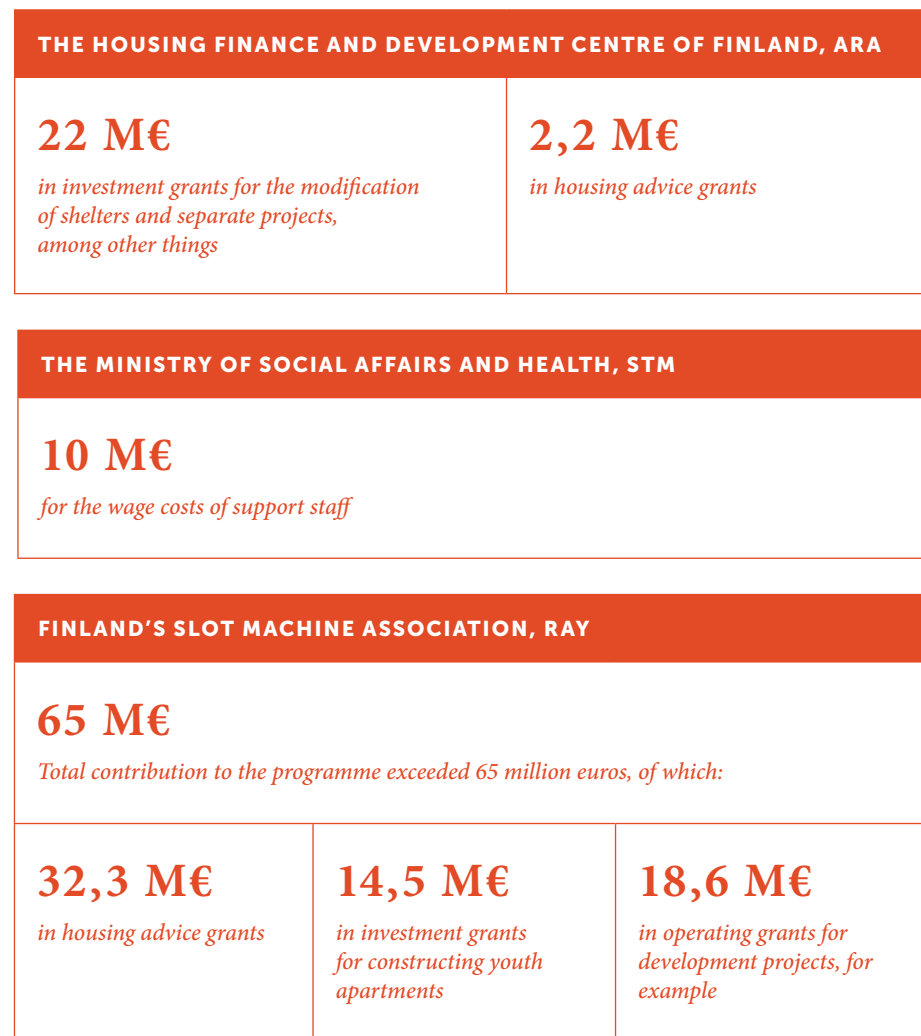 THE HOUSING FINANCE AND DEVELOPMENT CENTRE OF FINLAND, ARA
22 M€
in investment grants for the modification
of shelters and separate projects,
among other things
2,2 M€
in housing advice grants
THE MINISTRY OF SOCIAL AFFAIRS AND HEALTH, STM
10 M€
for the wage costs of support staff
FINLAND’S SLOT MACHINE ASSOCIATION, RAY
65 M€
Total contribution to the programme exceeded 65 million euros, of which:
32,3 M€
in housing advice grants
14,5 M€
in investment grants
for constructing youth
apartments
18,6 M€
in operating grants for
development projects, for
example